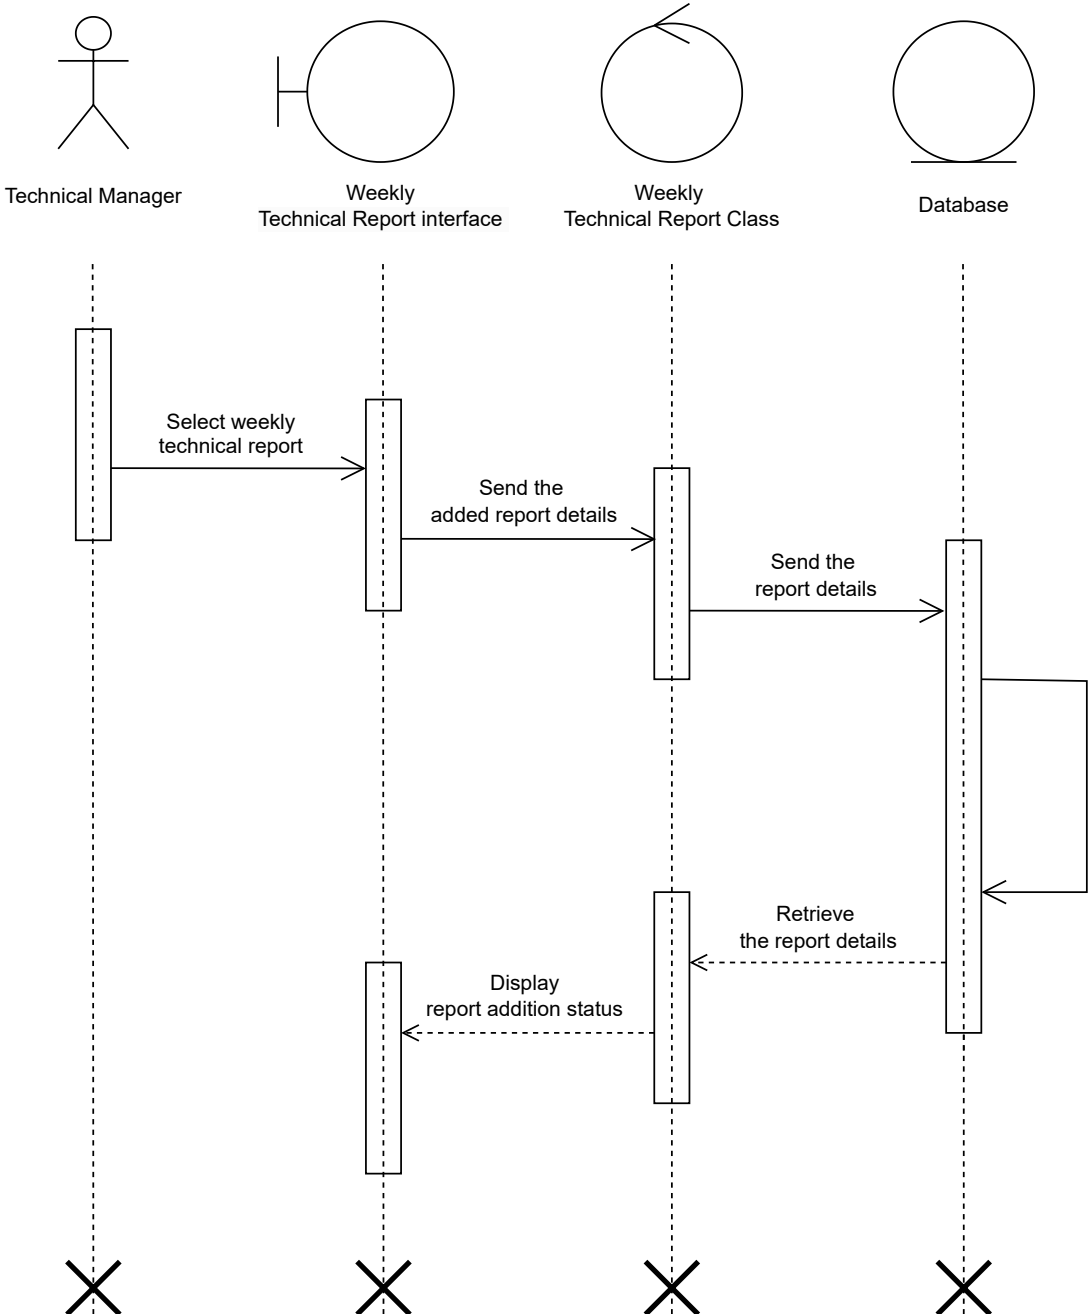 Technical Manager
Weekly
Technical Report interface
Weekly
Technical Report Class
Database
Select weekly
technical report
Send the
added report details
Send the
report details
Retrieve
the report details
Display
report addition status